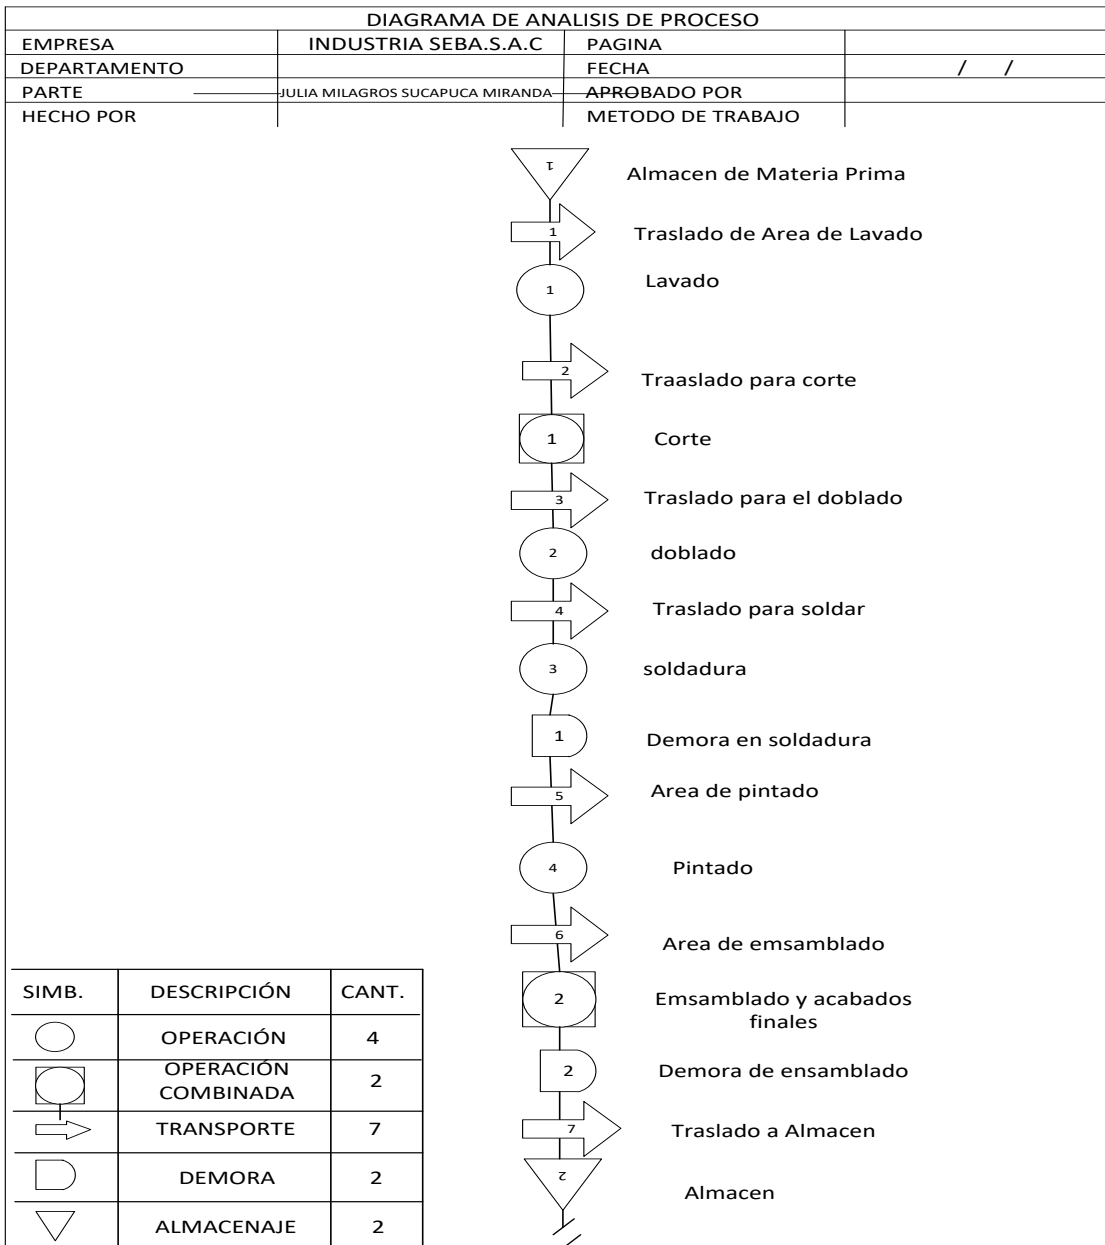 DIAGRAMA DE ANALISIS DE PROCESO
EMPRESA INDUSTRIA SEBA.S.A.C PAGINA
DEPARTAMENTO FECHA / /
PARTE JULIA MILAGROS SUCAPUCA MIRANDA APROBADO POR
HECHO POR METODO DE TRABAJO
1 Almacen de Materia Prima
1 Traslado de Area de Lavado
1 Lavado
2 Traaslado para corte
1 Corte
3 Traslado para el doblado
2 doblado
4 Traslado para soldar
3 soldadura
1 Demora en soldadura
5 Area de pintado
4 Pintado
6 Area de emsamblado
2 Emsamblado y acabados
finales
2 Demora de ensamblado
7 Traslado a Almacen
2 Almacen
SIMB. DESCRIPCIÓN CANT.
OPERACIÓN 4
OPERACIÓN
COMBINADA 2
TRANSPORTE 7
DEMORA 2
ALMACENAJE 2